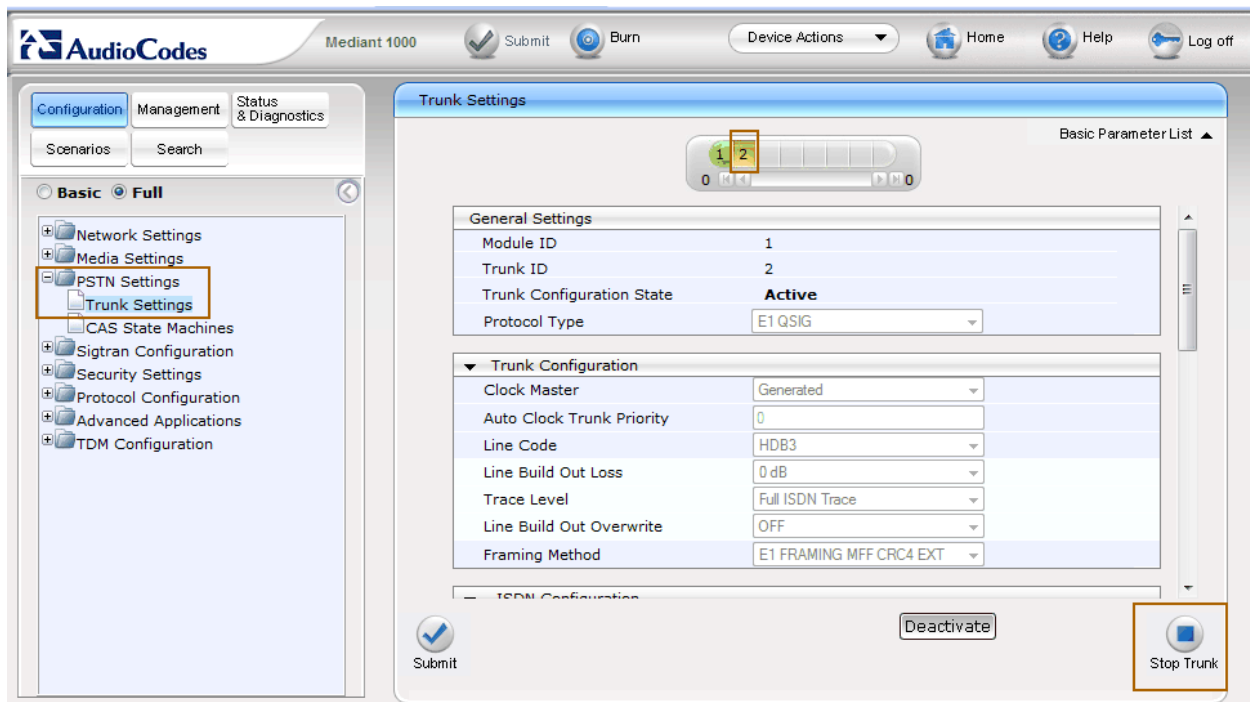 AudioCodes
Mediant 1000
Submit
Burn
Device Actions
Home
Help
Log off
Configuration
Management
Status
& Diagnostics
Scenarios
Search
Basic
Full
Network Settings
Media Settings
PSTN Settings
Trunk Settings
CAS State Machines
Sigtran Configuration
Security Settings
Protocol Configuration
Advanced Applications
TDM Configuration
Trunk Settings
Basic Parameter List
1 2
0 0
General Settings
Module ID 1
Trunk ID 2
Trunk Configuration State Active
Protocol Type E1 QSIG
Trunk Configuration
Clock Master Generated
Auto Clock Trunk Priority 0
Line Code HDB3
Line Build Out Loss 0 dB
Trace Level Full ISDN Trace
Line Build Out Overwrite OFF
Framing Method E1 FRAMING MFF CRC4 EXT
ISDN Configuration
Submit
Deactivate
Stop Trunk